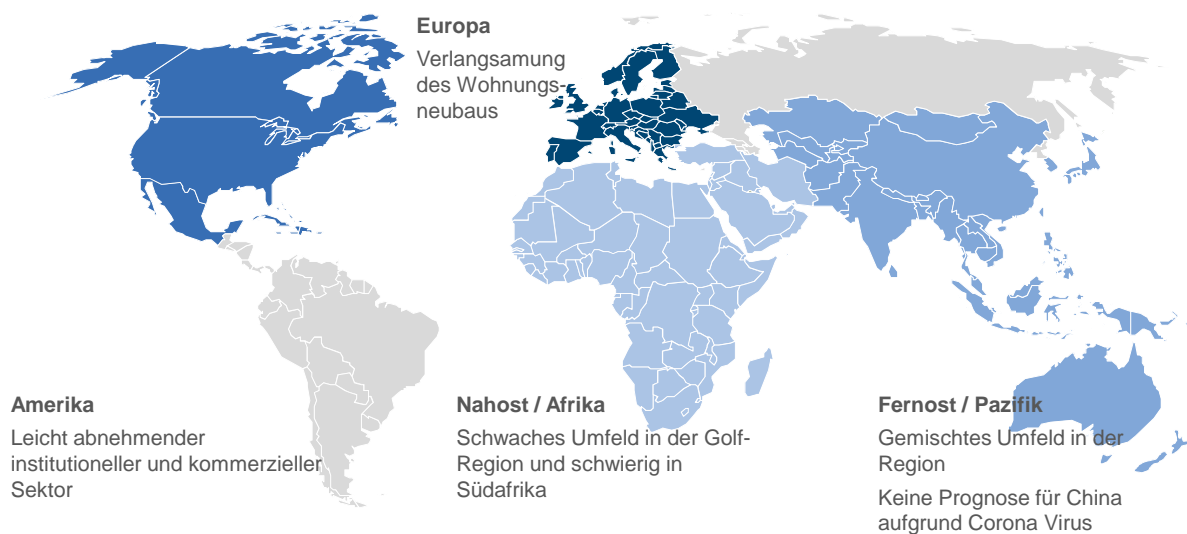 Europa
Verlangsamung
des Wohnungs-
neubaus
Amerika
Leicht abnehmender
institutioneller und kommerzieller
Sektor
Nahost / Afrika
Schwaches Umfeld in der Golf-
Region und schwierig in
Südafrika
Fernost / Pazifik
Gemischtes Umfeld in der
Region
Keine Prognose für China
aufgrund Corona Virus